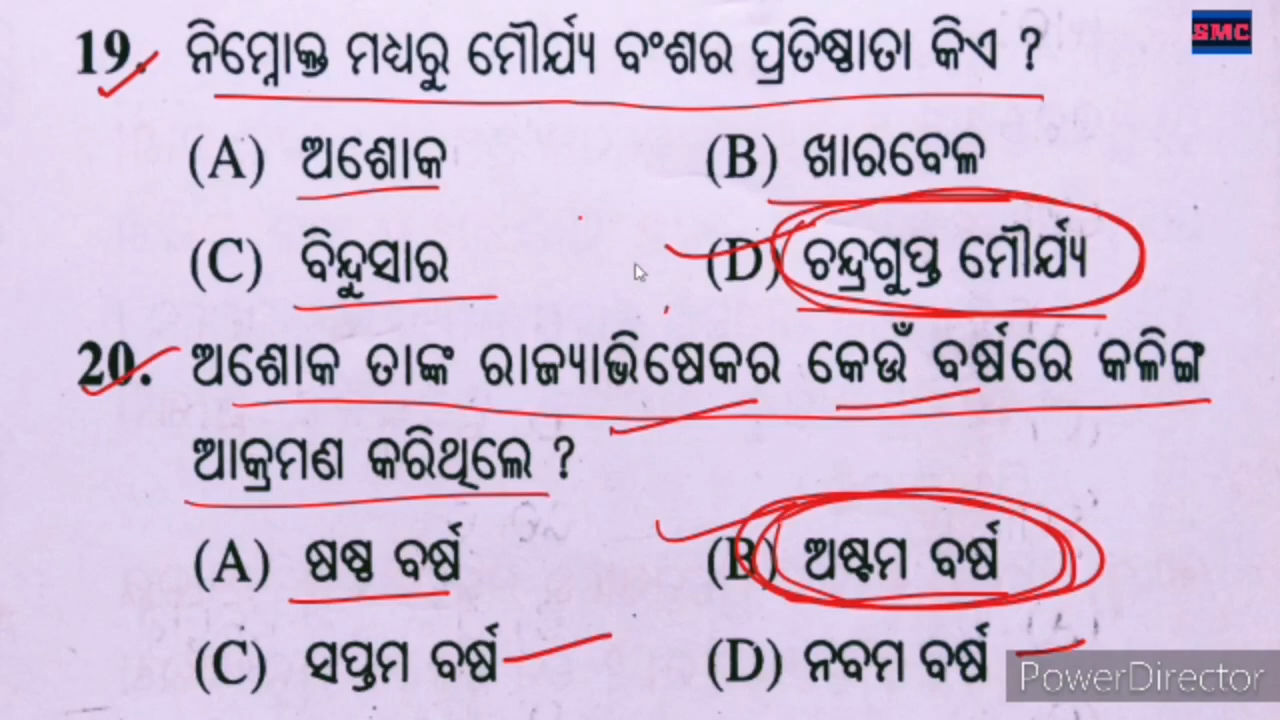 SMC
19. ନିମ୍ନୋକ୍ତ ମଧ୍ୟରୁ ମୌର୍ଯ୍ୟ ବଂଶର ପ୍ରତିଷ୍ଠାତା କିଏ ?
(A) ଅଶୋକ (B) ଖାରବେଳ
(C) ବିନ୍ଦୁସାର (D) ଚନ୍ଦ୍ରଗୁପ୍ତ ମୌର୍ଯ୍ୟ
20. ଅଶୋକ ତାଙ୍କ ରାଜ୍ୟାଭିଷେକର କେଉଁ ବର୍ଷରେ କଳିଙ୍ଗ
ଆକ୍ରମଣ କରିଥିଲେ ?
(A) ଷଷ୍ଠ ବର୍ଷ (B) ଅଷ୍ଟମ ବର୍ଷ
(C) ସପ୍ତମ ବର୍ଷ (D) ନବମ ବର୍ଷ
PowerDirector